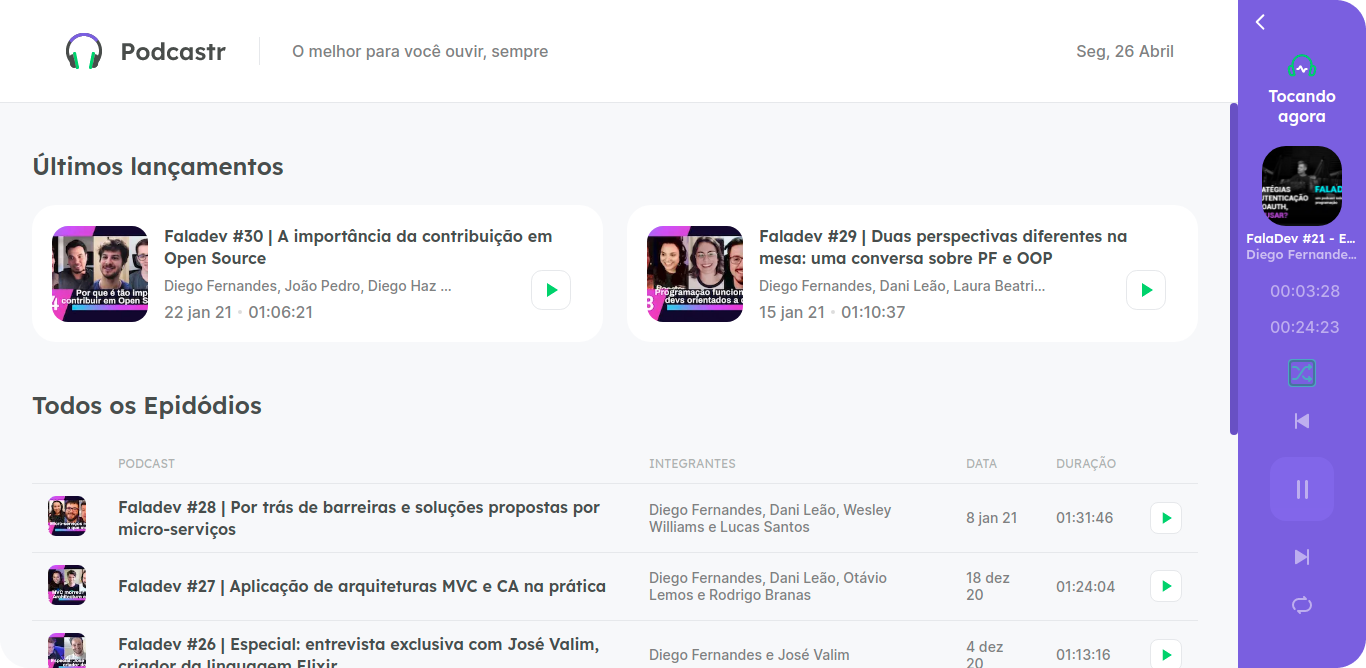 Podcastr
O melhor para você ouvir, sempre
Seg, 26 Abril
Últimos lançamentos
Por que é tão imp
contribuir em Open S
Faladev #30 | A importância da contribuição em
Open Source
Diego Fernandes, João Pedro, Diego Haz ...
22 jan 21 • 01:06:21
Programação funcion
devs orientados a o
Faladev #29 | Duas perspectivas diferentes na
mesa: uma conversa sobre PF e OOP
Diego Fernandes, Dani Leão, Laura Beatri...
15 jan 21 • 01:10:37
Todos os Epidódios
PODCAST
INTEGRANTES
DATA
DURAÇÃO
Faladev #28 | Por trás de barreiras e soluções propostas por
micro-serviços
Diego Fernandes, Dani Leão, Wesley
Williams e Lucas Santos
8 jan 21
01:31:46
Faladev #27 | Aplicação de arquiteturas MVC e CA na prática
Diego Fernandes, Dani Leão, Otávio
Lemos e Rodrigo Branas
18 dez
20
01:24:04
Faladev #26 | Especial: entrevista exclusiva com José Valim,
criador da linguagem Elixir
Diego Fernandes e José Valim
4 dez
20
01:13:16
Tocando
agora
ATÉGIAS
UTENTICAÇÃO
OAUTH,
USAR?
FALAD
FalaDev #21 - E...
Diego Fernande...
00:03:28
00:24:23